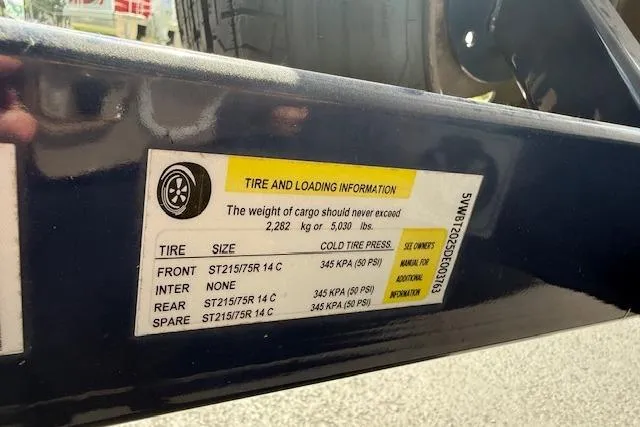 TIRE AND LOADING INFORMATION
The weight of cargo should never exceed
2,282 kg or 5,030 lbs.
TIRE SIZE COLD TIRE PRESS.
FRONT ST215/75R 14 C 345 KPA (50 PSI)
INTER NONE
REAR ST215/75R 14 C 345 KPA (50 PSI)
SPARE ST215/75R 14 C 345 KPA (50 PSI)
SEE OWNER'S
MANUAL FOR
ADDITIONAL
INFORMATION
5VWBT2025DE003763